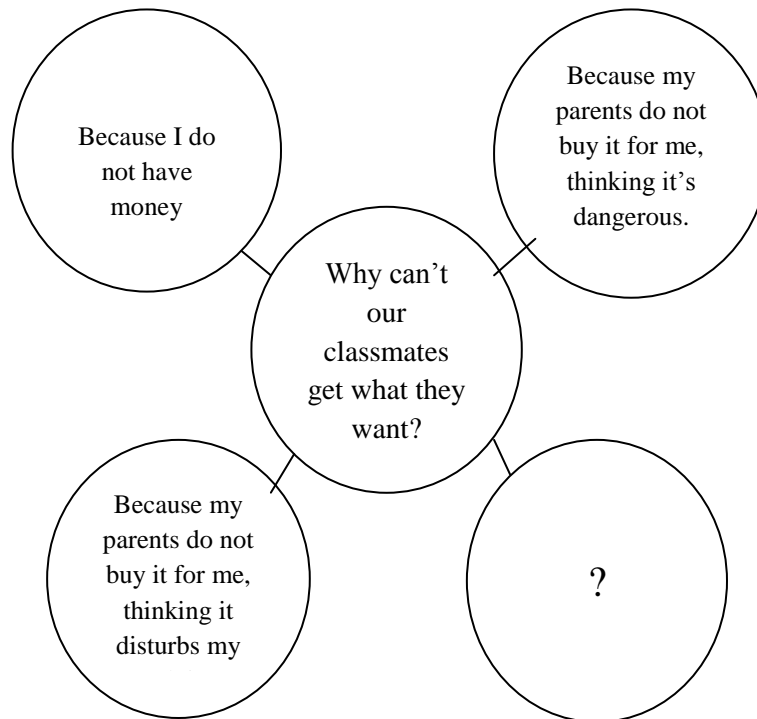 Because I do
not have
money
Because my
parents do not
buy it for me,
thinking it’s
dangerous.
Why can’t
our
classmates
get what they
want?
Because my
parents do not
buy it for me,
thinking it
disturbs my
?